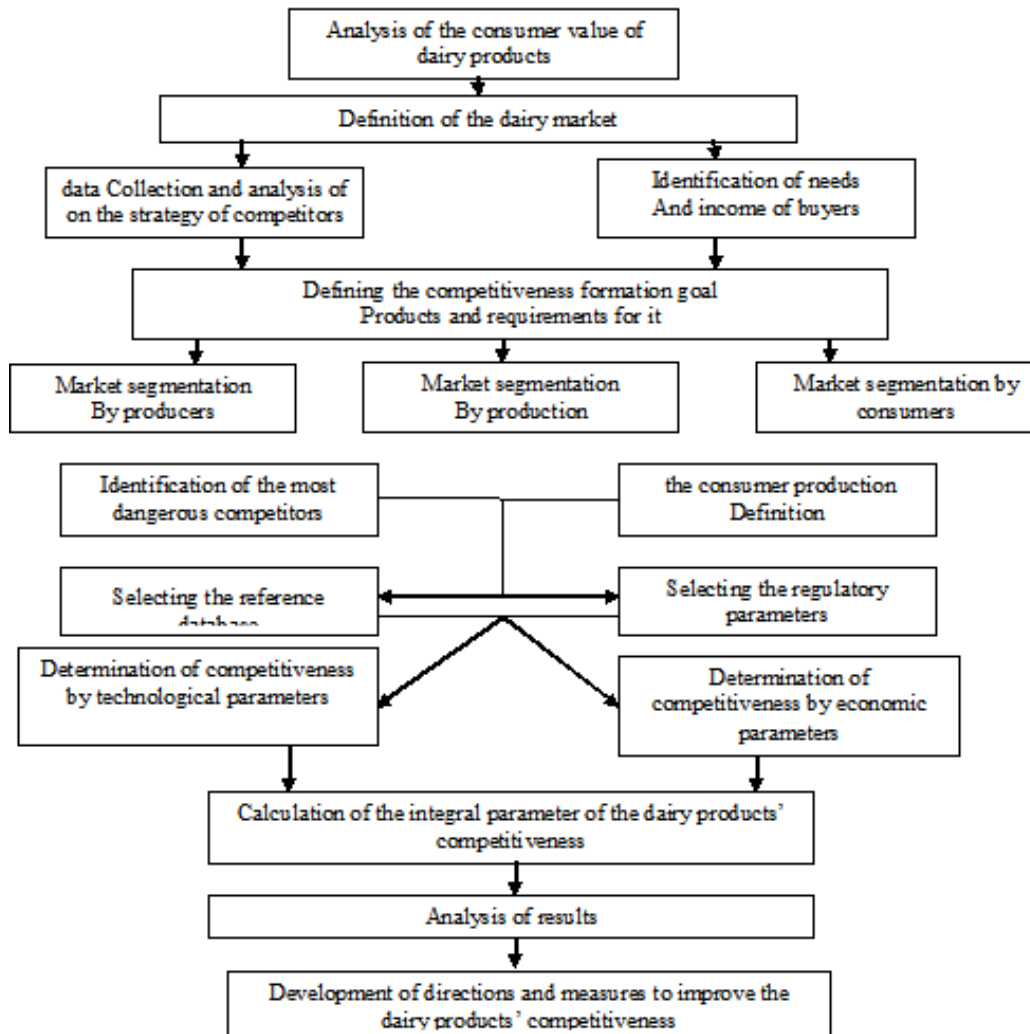 Analysis of the consumer value of
dairy products
Definition of the dairy market
data Collection and analysis of
on the strategy of competitors
Identification of needs
And income of buyers
Defining the competitiveness formation goal
Products and requirements for it
Market segmentation
By producers
Market segmentation
By production
Market segmentation by
consumers
Identification of the most
dangerous competitors
the consumer production
Definition
Selecting the reference
database
Selecting the regulatory
parameters
Determination of competitiveness
by technological parameters
Determination of
competitiveness by economic
parameters
Calculation of the integral parameter of the dairy products’
competitiveness
Analysis of results
Development of directions and measures to improve the
dairy products’ competitiveness